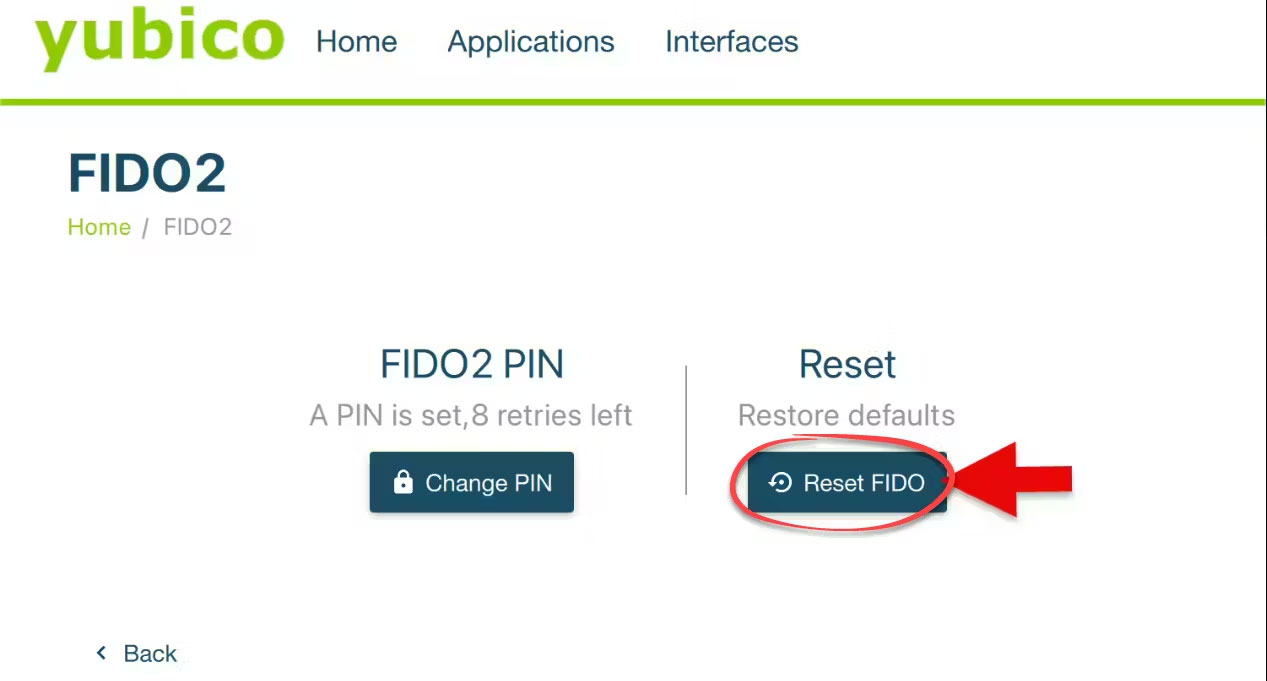 yubico Home Applications Interfaces
FIDO2
Home / FIDO2
FIDO2 PIN
A PIN is set,8 retries left
Change PIN
Reset
Restore defaults
Reset FIDO
Back